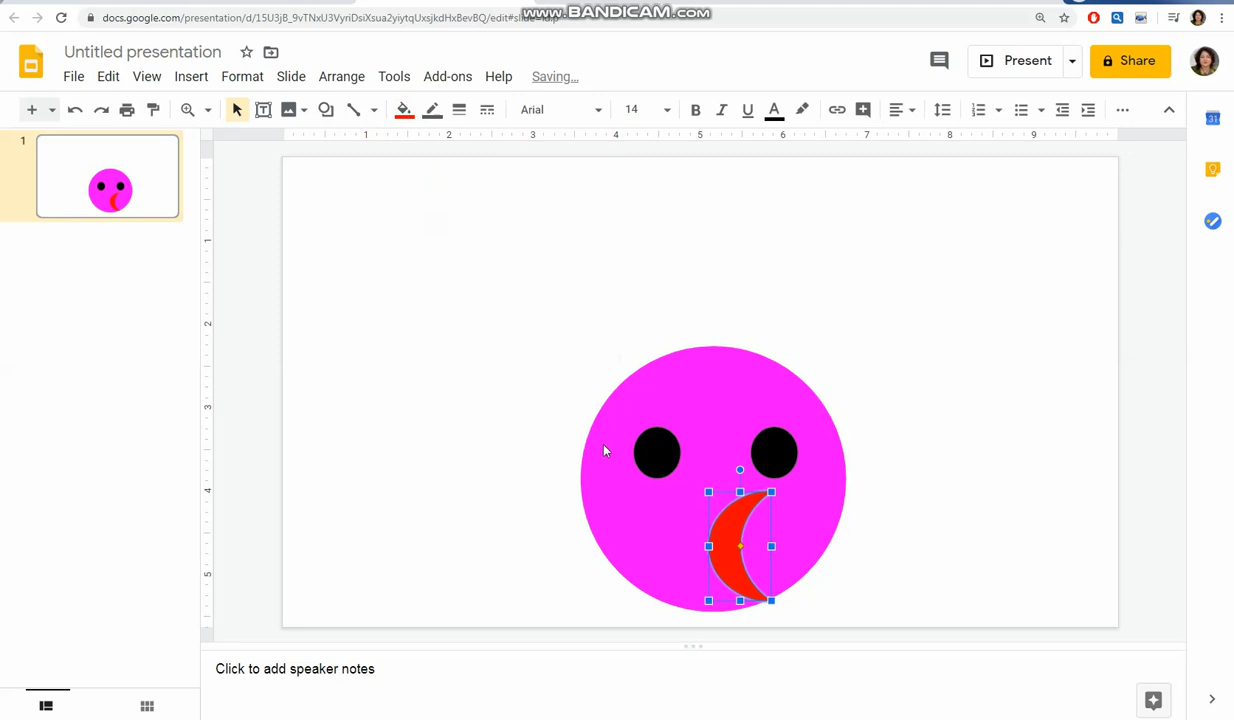 www.BANDICAM.com
docs.google.com/presentation/d/15U3jB_9vTNxU3VyriDsiXsua2yiytqUxsjkdHxBevBQ/edit#slide=id.p
Untitled presentation
Present
Share
File Edit View Insert Format Slide Arrange Tools Add-ons Help Saving...
Arial 14 B I U A
1 2 3 4 5 6 7 8 9
1
1
2
3
4
5
31
Click to add speaker notes